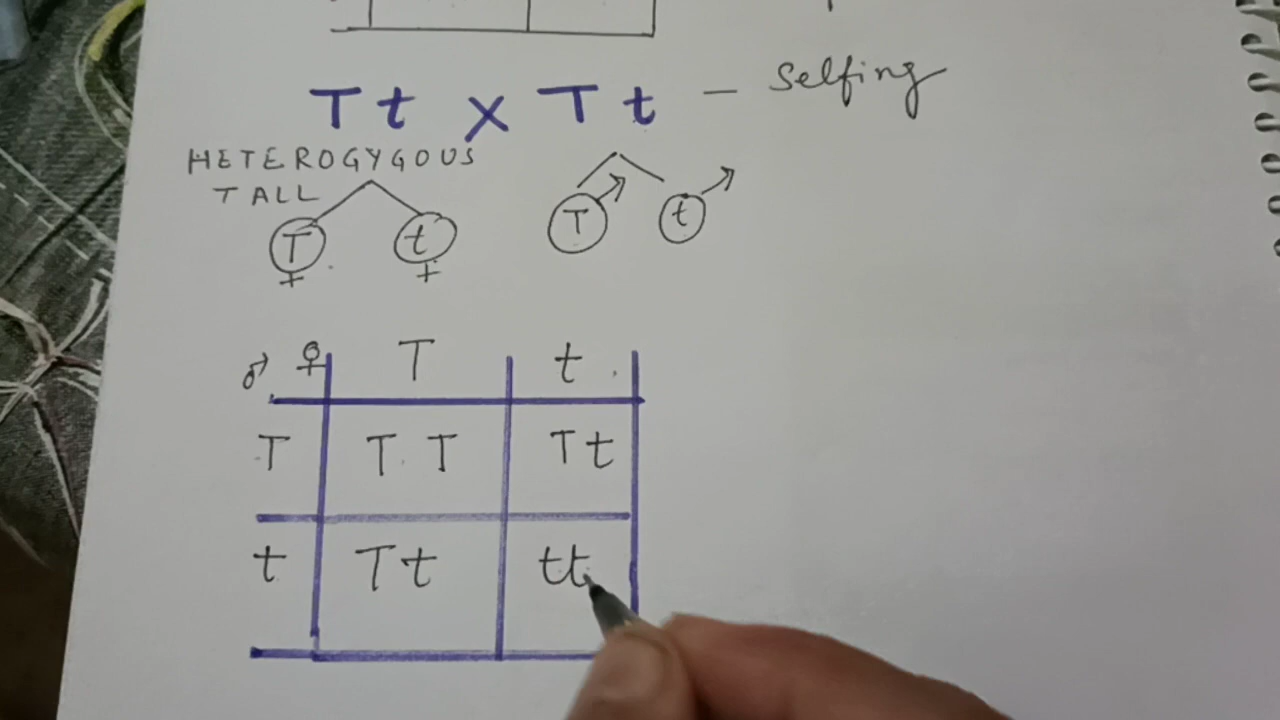 Tt x Tt - Selfing
HETEROGYGOUS
TALL
T t T t
♀ ♀ ♂ ♂
♂ ♀ T t
T TT Tt
t Tt tt